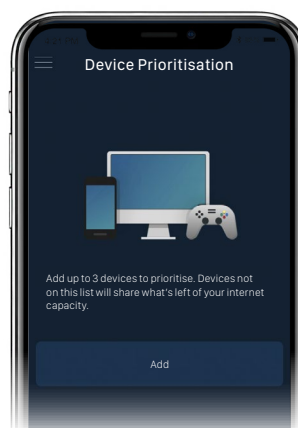 Device Prioritisation
Add up to 3 devices to prioritise. Devices not
on this list will share what's left of your internet
capacity.
Add